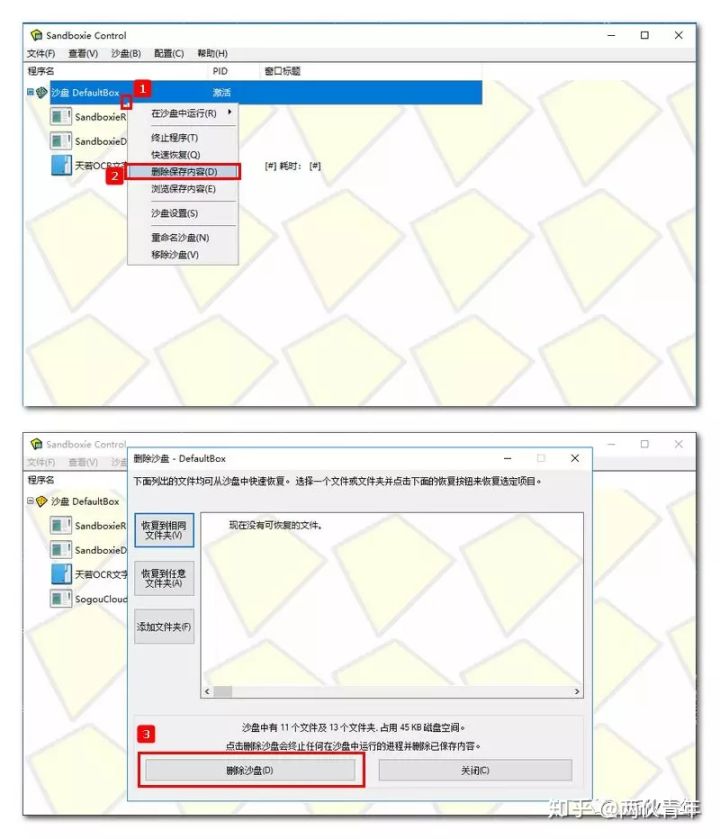 Sandboxie Control
文件(F) 查看(V) 沙盘(B) 配置(C) 帮助(H)
程序名 PID 窗口标题
沙盘 DefaultBox 激活
1
SandboxieR
在沙盘中运行(R)
SandboxieD
终止程序(T)
快速恢复(Q)
天若OCR文字
[#] 耗时： [#]
2
删除保存内容(D)
浏览保存内容(E)
沙盘设置(S)
重命名沙盘(N)
移除沙盘(V)
Sandboxie Control
文件(F) 查看(V) 沙盘
程序名
沙盘 DefaultBox
SandboxieR
SandboxieD
天若OCR文字
SogouCloud
删除沙盘 - DefaultBox
下面列出的文件均可从沙盘中快速恢复。选择一个文件或文件夹并点击下面的恢复按钮来恢复选定项目。
恢复到相同
文件夹(V)
现在没有可恢复的文件。
恢复到任意
文件夹(A)
添加文件夹(F)
沙盘中有 11 个文件及 13 个文件夹, 占用 45 KB 磁盘空间。
3
点击删除沙盘会终止任何在沙盘中运行的进程并删除已保存内容。
删除沙盘(D) 关闭(C)
知乎 @两伙青年